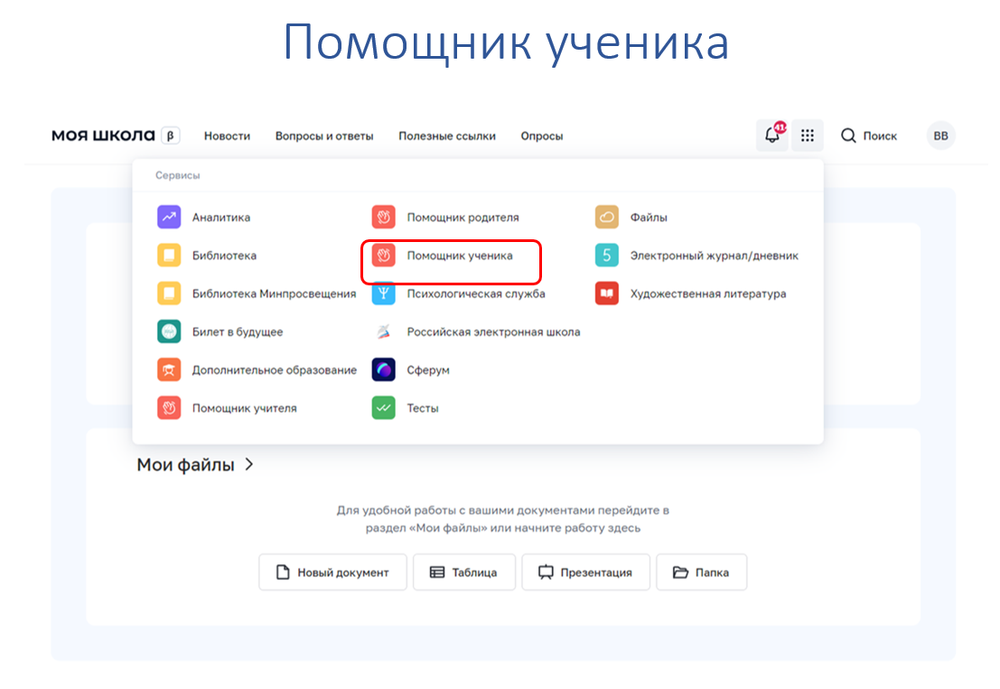 Помощник ученика
моя школа β Новости Вопросы и ответы Полезные ссылки Опросы Поиск ВВ
Сервисы
Аналитика Помощник родителя Файлы
Библиотека Помощник ученика 5 Электронный журнал/дневник
Библиотека Минпросвещения Ψ Психологическая служба Художественная литература
Билет в будущее Российская электронная школа
Дополнительное образование Сферум
Помощник учителя Тесты
Мои файлы
Для удобной работы с вашими документами перейдите в
раздел «Мои файлы» или начните работу здесь
Новый документ Таблица Презентация Папка